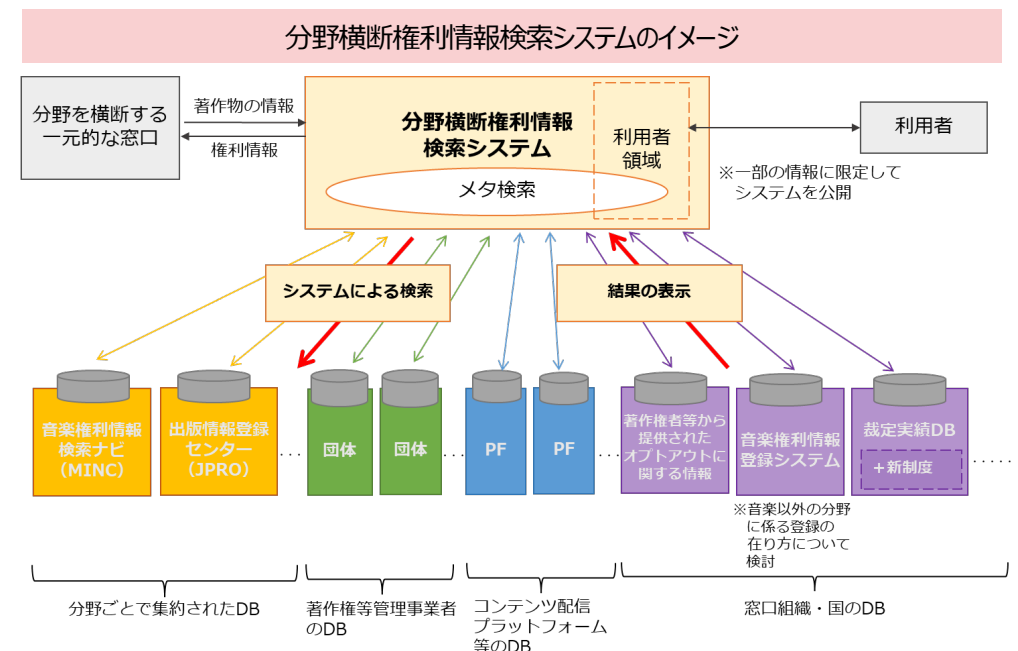 分野横断権利情報検索システムのイメージ
分野を横断する
一元的な窓口
著作物の情報
権利情報
分野横断権利情報
検索システム
メタ検索
利用者
領域
利用者
※一部の情報に限定して
システムを公開
システムによる検索
結果の表示
音楽権利情報
検索ナビ
(MINC)
出版情報登録
センター
(JPRO)
・・・
団体
団体
・・・
PF
PF
・・・
著作権者等から
提供された
オプトアウトに
関する情報
音楽権利情報
登録システム
裁定実績DB
＋新制度
・・・・・
※音楽以外の分野
に係る登録の
在り方について
検討
分野ごとで集約されたDB
著作権等管理事業者
のDB
コンテンツ配信
プラットフォーム
等のDB
窓口組織・国のDB